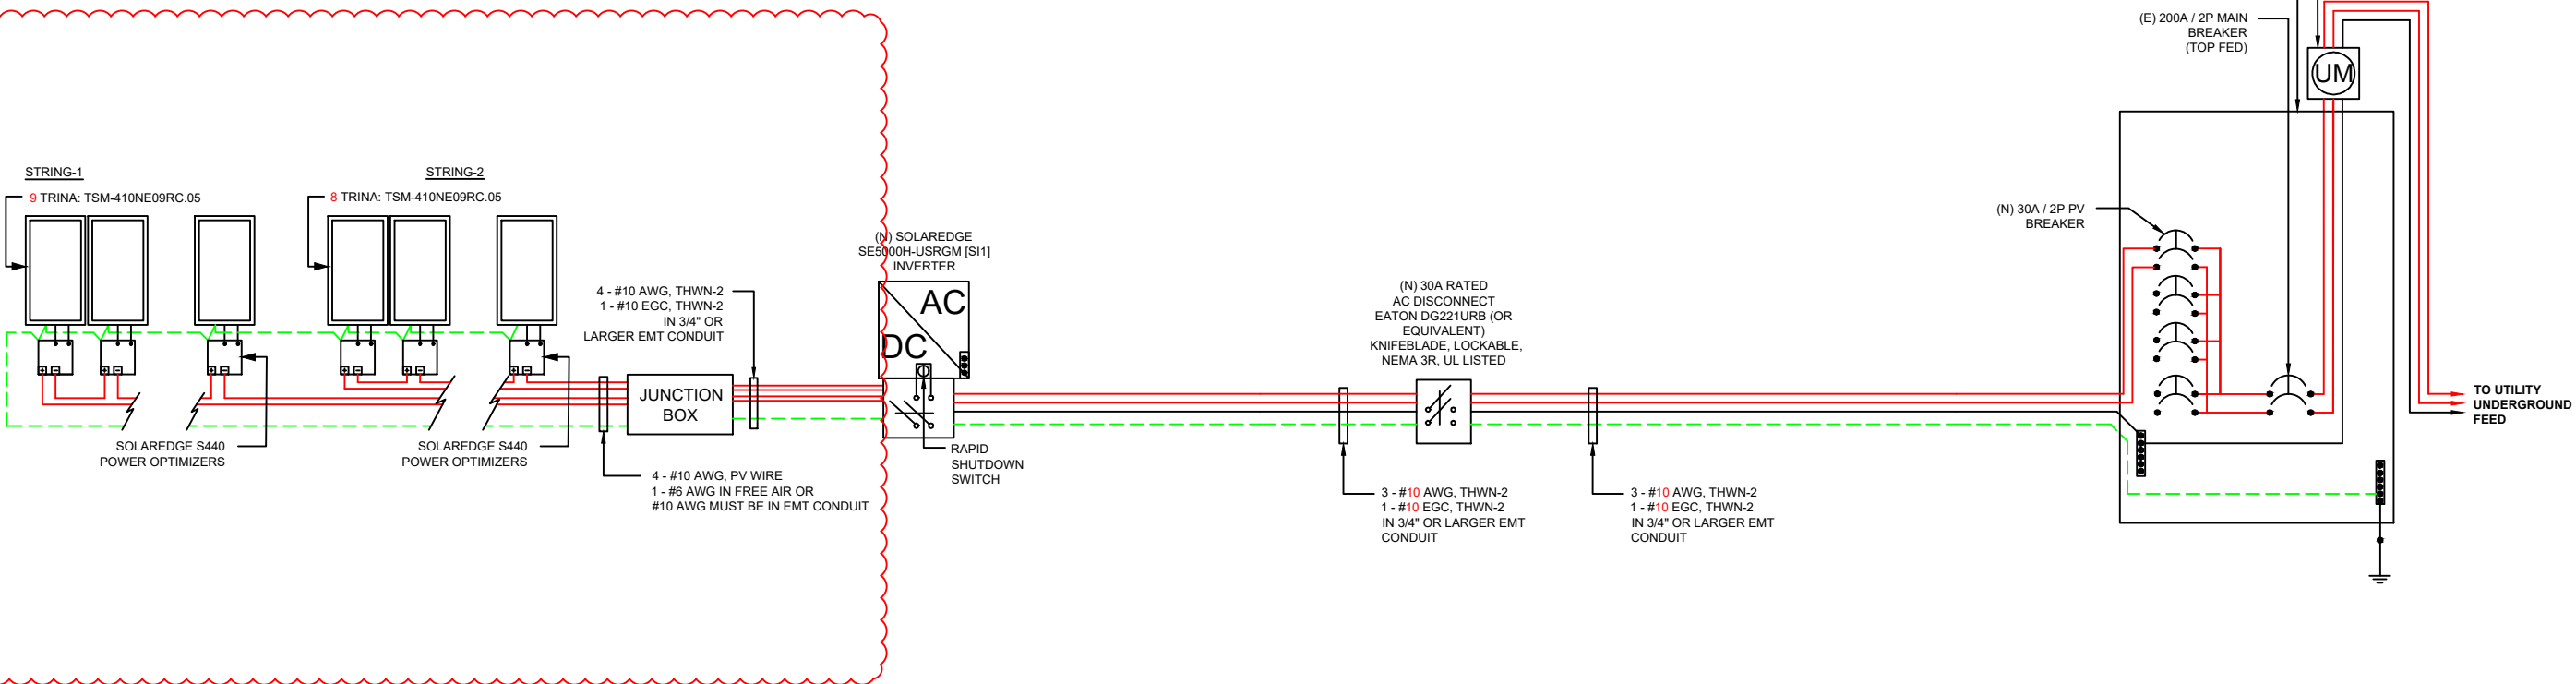 (E) 200A / 2P MAIN
BREAKER
(TOP FED)
UM
STRING-1
9 TRINA: TSM-410NE09RC.05
STRING-2
8 TRINA: TSM-410NE09RC.05
(N) 30A / 2P PV
BREAKER
(N) SOLAREDGE
SE5000H-USRGM [SI1]
INVERTER
AC
DC
4 - #10 AWG, THWN-2
1 - #10 EGC, THWN-2
IN 3/4" OR
LARGER EMT CONDUIT
(N) 30A RATED
AC DISCONNECT
EATON DG221URB (OR
EQUIVALENT)
KNIFEBLADE, LOCKABLE,
NEMA 3R, UL LISTED
JUNCTION
BOX
TO UTILITY
UNDERGROUND
FEED
SOLAREDGE S440
POWER OPTIMIZERS
SOLAREDGE S440
POWER OPTIMIZERS
RAPID
SHUTDOWN
SWITCH
4 - #10 AWG, PV WIRE
1 - #6 AWG IN FREE AIR OR
#10 AWG MUST BE IN EMT CONDUIT
3 - #10 AWG, THWN-2
1 - #10 EGC, THWN-2
IN 3/4" OR LARGER EMT
CONDUIT
3 - #10 AWG, THWN-2
1 - #10 EGC, THWN-2
IN 3/4" OR LARGER EMT
CONDUIT